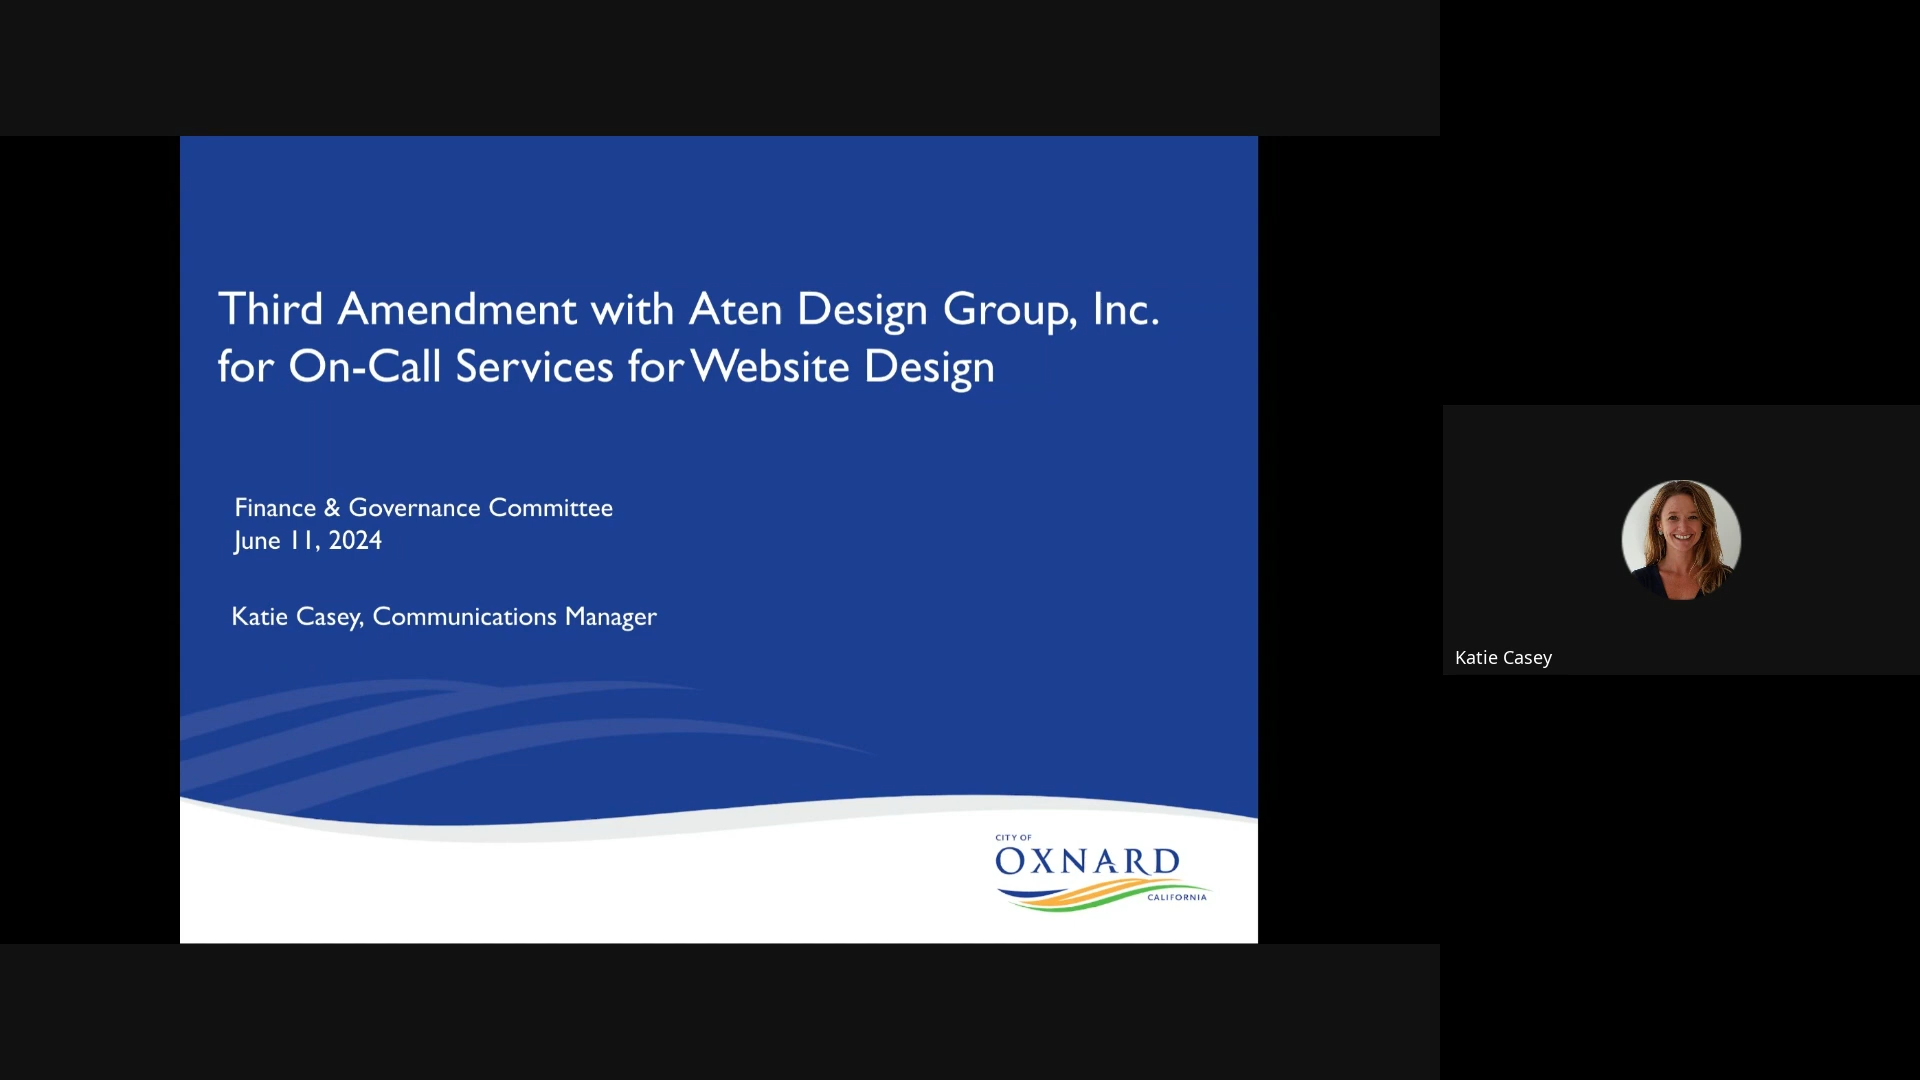 Third Amendment with Aten Design Group, Inc.
for On-Call Services for Website Design
Finance & Governance Committee
June 11, 2024
Katie Casey, Communications Manager
CITY OF
OXNARD
CALIFORNIA
Katie Casey